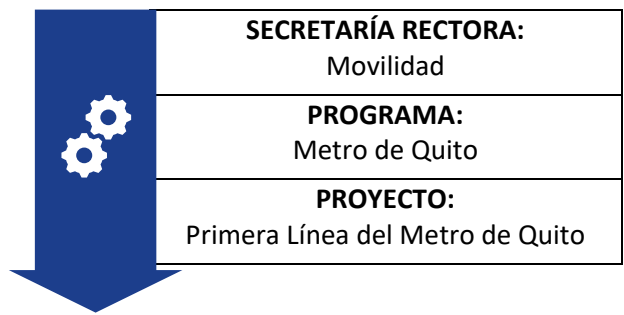 SECRETARÍA RECTORA:
Movilidad
PROGRAMA:
Metro de Quito
PROYECTO:
Primera Línea del Metro de Quito